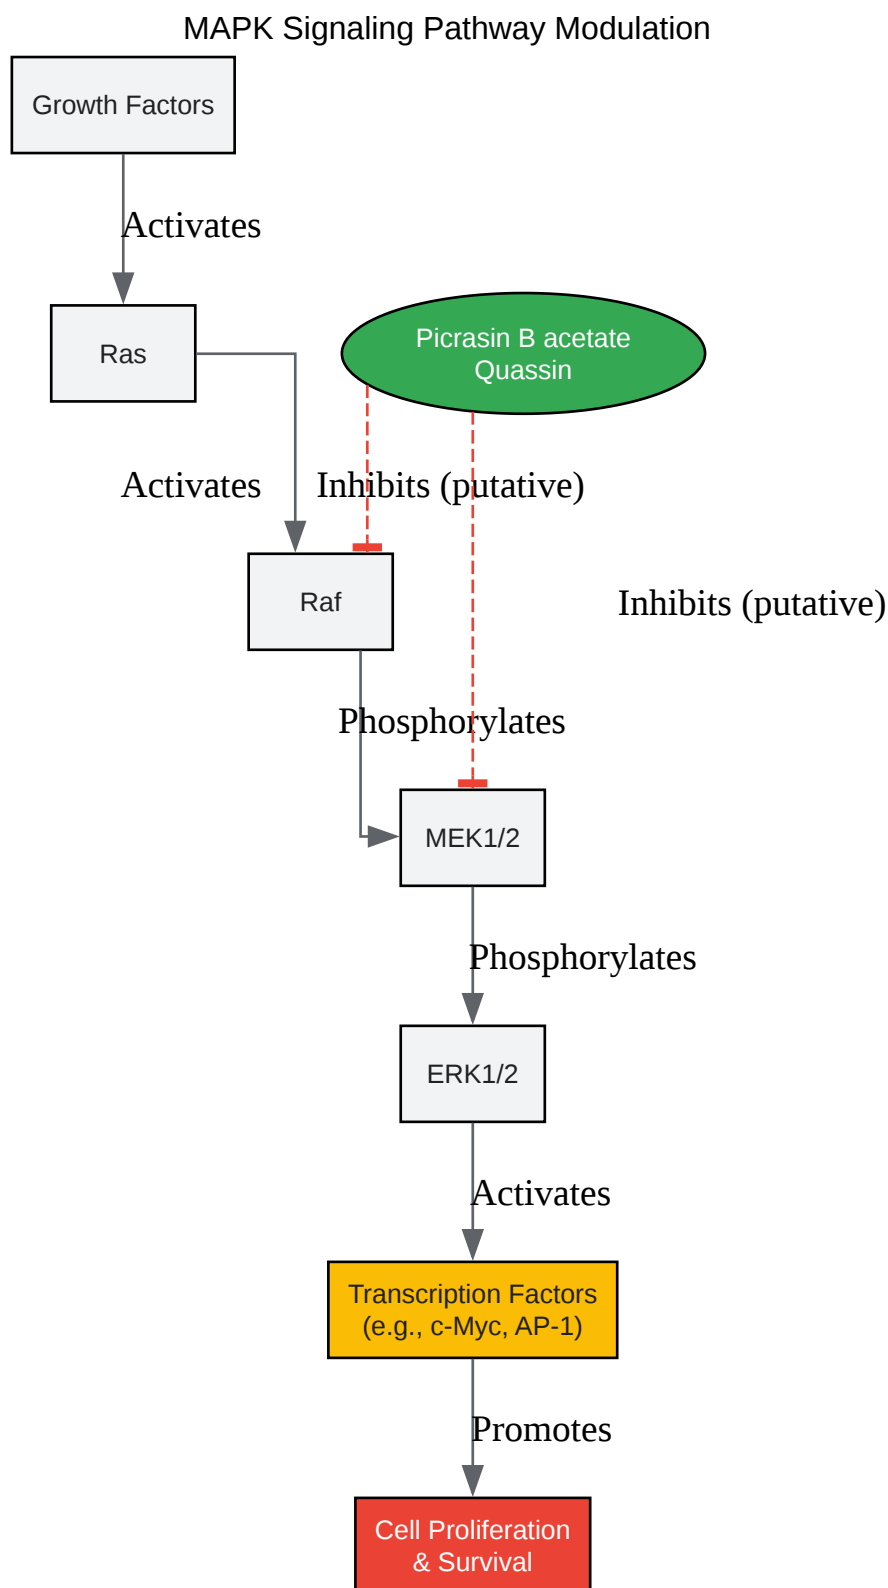 MAPK Signaling Pathway Modulation
Growth Factors
Activates
Ras
Picrasin B acetate
Quassin
Activates
Inhibits (putative)
Raf
Inhibits (putative)
Phosphorylates
MEK1/2
Phosphorylates
ERK1/2
Activates
Transcription Factors
(e.g., c-Myc, AP-1)
Promotes
Cell Proliferation
& Survival